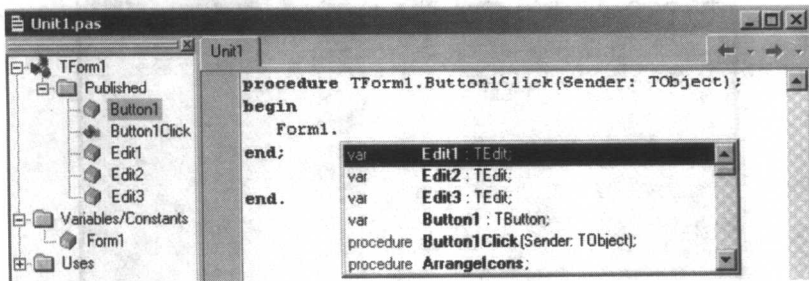 Unit1.pas
TForm1
Published
Button1
Button1Click
Edit1
Edit2
Edit3
Variables/Constants
Form1
Uses
Unit1
procedure TForm1.Button1Click(Sender: TObject);
begin
Form1.
end;
end.
var Edit1 : TEdit;
var Edit2 : TEdit;
var Edit3 : TEdit;
var Button1 : TButton;
procedure Button1Click(Sender: TObject);
procedure ArrangeIcons;